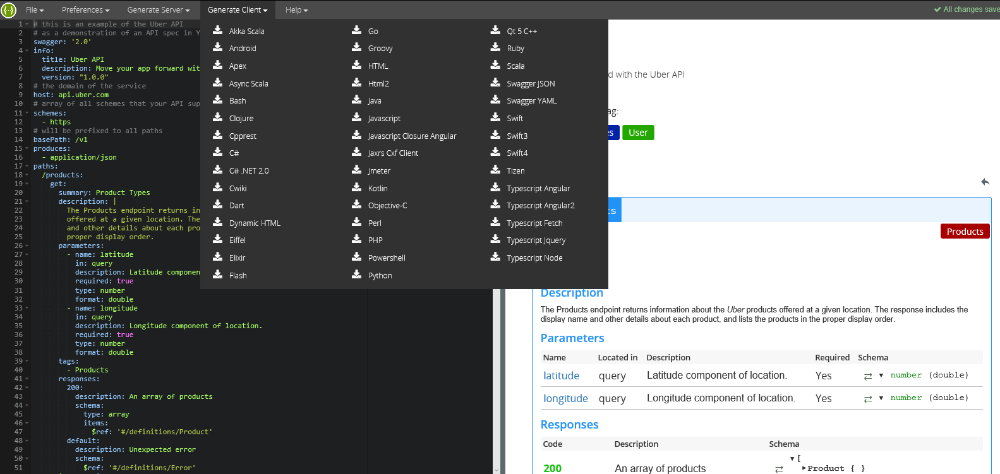 File Preferences Generate Server Generate Client Help All changes save
1 # this is an example of the Uber API
2 # as a demonstration of an API spec in Y
3 swagger: '2.0'
4 info:
5 title: Uber API
6 description: Move your app forward wit
7 version: "1.0.0"
8 # the domain of the service
9 host: api.uber.com
10 # array of all schemes that your API sup
11 schemes:
12 - https
13 # will be prefixed to all paths
14 basePath: /v1
15 produces:
16 - application/json
17 paths:
18 /products:
19 get:
20 summary: Product Types
21 description: |
22 The Products endpoint returns in
23 offered at a given location. The
24 and other details about each pro
25 proper display order.
26 parameters:
27 - name: latitude
28 in: query
29 description: Latitude componen
30 required: true
31 type: number
32 format: double
33 - name: longitude
34 in: query
35 description: Longitude component of location.
36 required: true
37 type: number
38 format: double
39 tags:
40 - Products
41 responses:
42 200:
43 description: An array of products
44 schema:
45 type: array
46 items:
47 $ref: '#/definitions/Product'
48 default:
49 description: Unexpected error
50 schema:
51 $ref: '#/definitions/Error'
Akka Scala
Android
Apex
Async Scala
Bash
Clojure
Cpprest
C#
C# .NET 2.0
Cwiki
Dart
Dynamic HTML
Eiffel
Elixir
Flash
Go
Groovy
HTML
Html2
Java
Javascript
Javascript Closure Angular
Jaxrs Cxf Client
Jmeter
Kotlin
Objective-C
Perl
PHP
Powershell
Python
Qt 5 C++
Ruby
Scala
Swagger JSON
Swagger YAML
Swift
Swift3
Swift4
Tizen
Typescript Angular
Typescript Angular2
Typescript Fetch
Typescript Jquery
Typescript Node
d with the Uber API
ag:
es User
ts
Products
Description
The Products endpoint returns information about the Uber products offered at a given location. The response includes the
display name and other details about each product, and lists the products in the proper display order.
Parameters
Name Located in Description Required Schema
latitude query Latitude component of location. Yes ⇄ ▼ number (double)
longitude query Longitude component of location. Yes ⇄ ▼ number (double)
Responses
Code Description Schema
▼ [
200 An array of products ⇄ ▶Product { }